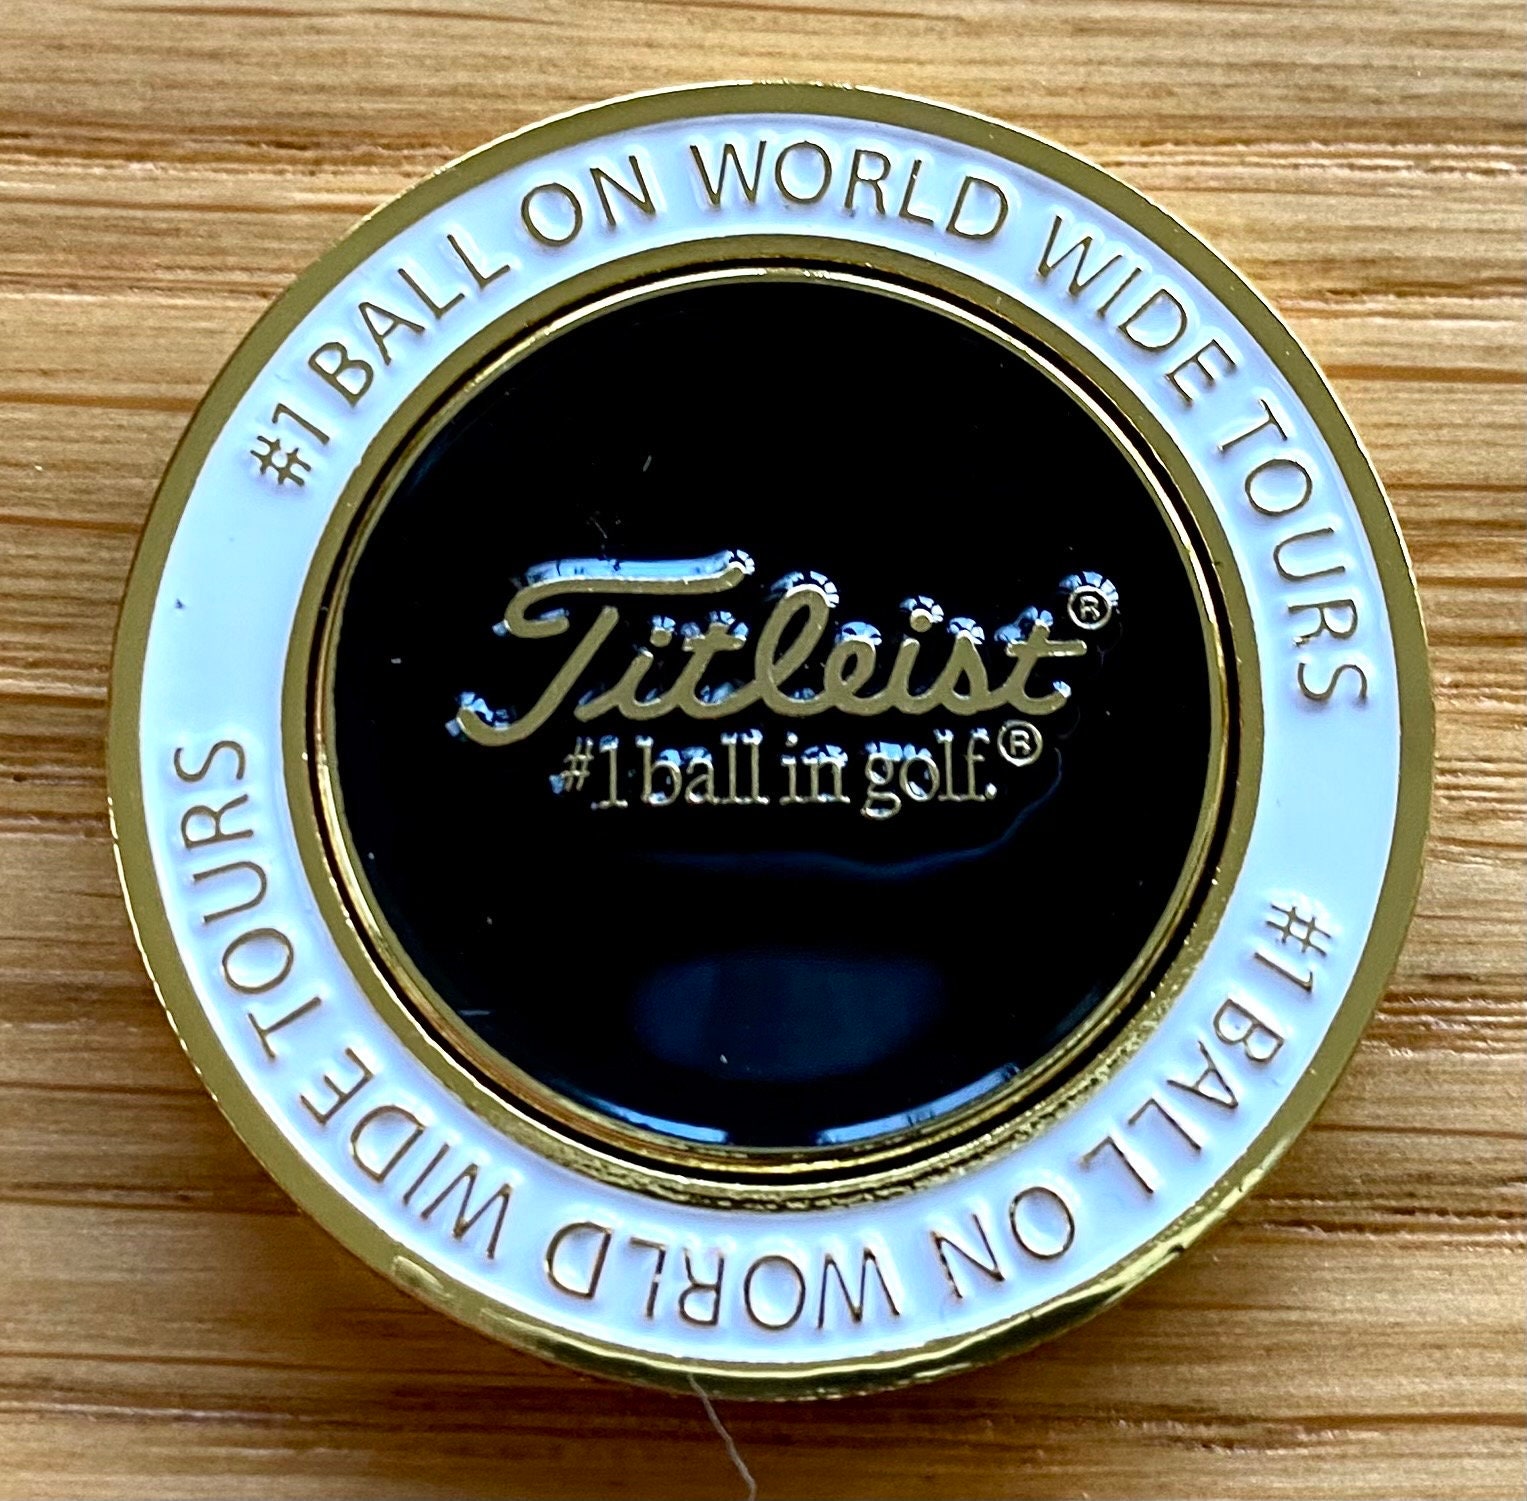 #1 BALL ON WORLD WIDE TOURS
Titleist®
#1 ball in golf.®
#1 BALL ON WORLD WIDE TOURS